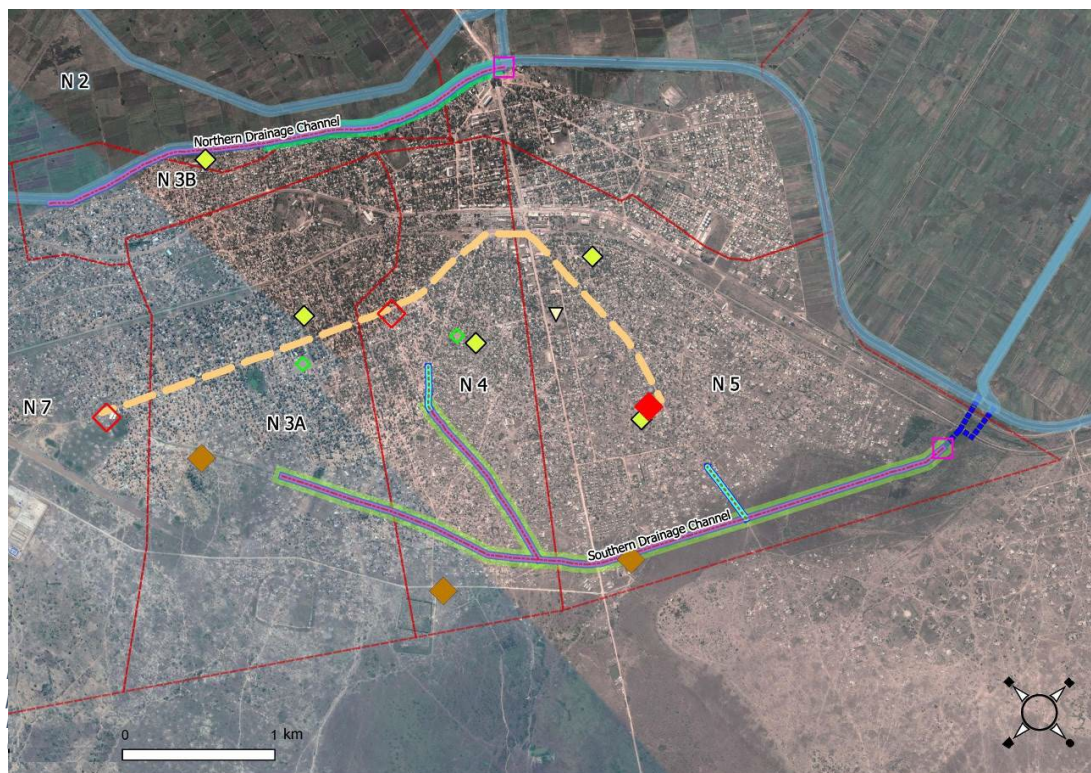 N 2
Northern Drainage Channel
N 3B
N 4
N 5
N 7
N 3A
Southern Drainage Channel
0 1 km